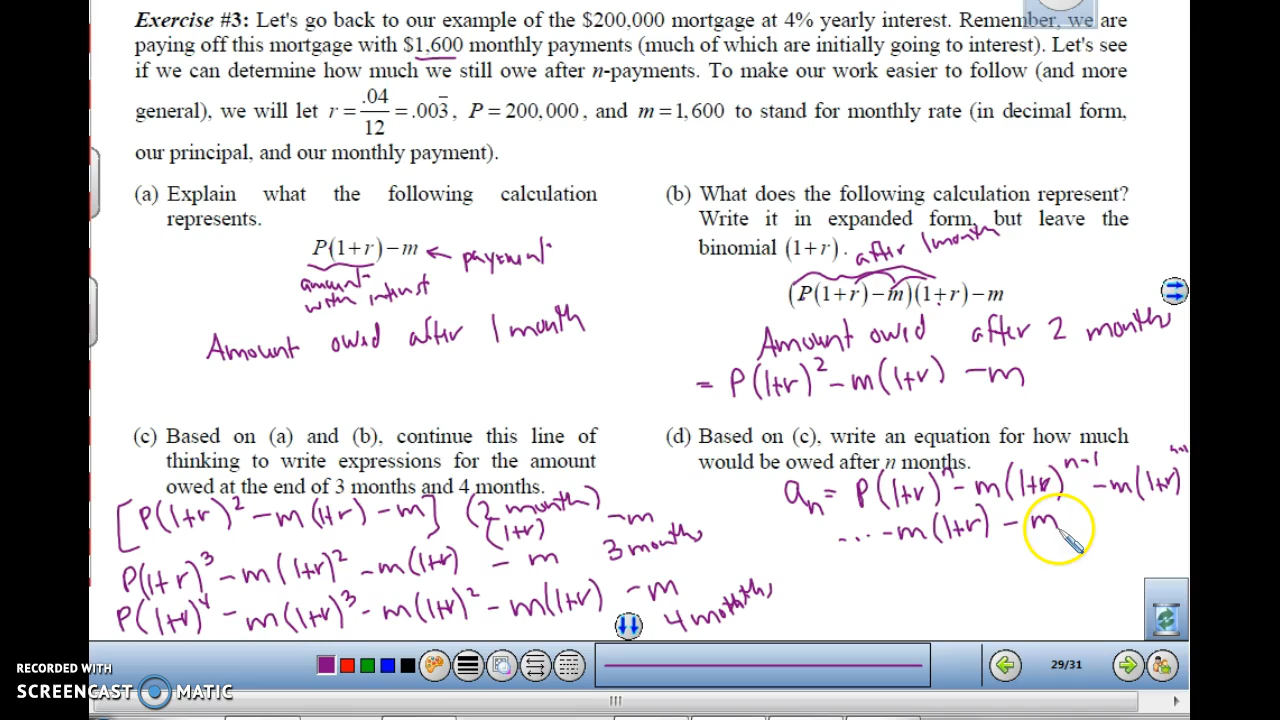 Exercise #3: Let's go back to our example of the $200,000 mortgage at 4% yearly interest. Remember, we are
paying off this mortgage with $1,600 monthly payments (much of which are initially going to interest). Let's see
if we can determine how much we still owe after n-payments. To make our work easier to follow (and more
general), we will let r = .04/12 = .003̄, P = 200,000, and m = 1,600 to stand for monthly rate (in decimal form,
our principal, and our monthly payment).
(a) Explain what the following calculation
represents.
P(1+r) − m ← payment
amount
with interest
Amount owed after 1 month
(b) What does the following calculation represent?
Write it in expanded form, but leave the
binomial (1+r).
after 1 month
(P(1+r) − m)(1+r) − m
Amount owed after 2 months
= P(1+r)² − m(1+r) − m
(c) Based on (a) and (b), continue this line of
thinking to write expressions for the amount
owed at the end of 3 months and 4 months.
[P(1+r)² − m(1+r) − m] (2 months)
(1+r) − m
P(1+r)³ − m(1+r)² − m(1+r) − m 3 months
P(1+r)⁴ − m(1+r)³ − m(1+r)² − m(1+r) − m
4 months
(d) Based on (c), write an equation for how much
would be owed after n months.
aₙ = P(1+r)ⁿ − m(1+r)ⁿ⁻¹ − m(1+r)
... − m(1+r) − m
29/31
RECORDED WITH
SCREENCAST MATIC